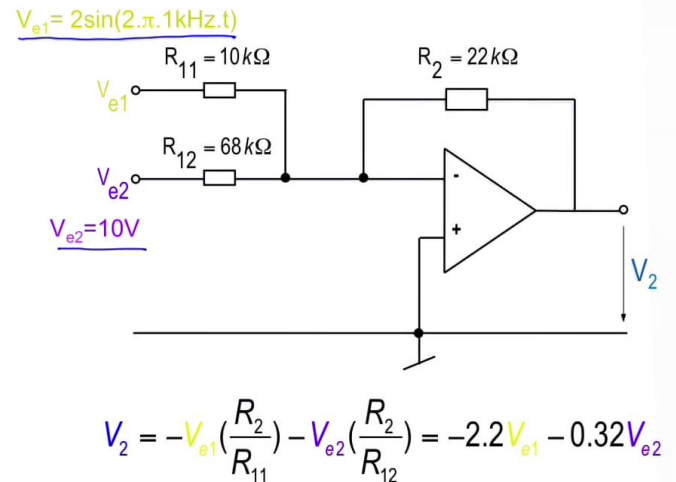 Ve1= 2sin(2.π.1kHz.t)
R11 = 10kΩ
R2 = 22kΩ
Ve1
R12 = 68kΩ
Ve2
-
Ve2=10V
+
V2
V2 = −Ve1(R2/R11) − Ve2(R2/R12) = −2.2Ve1 − 0.32Ve2